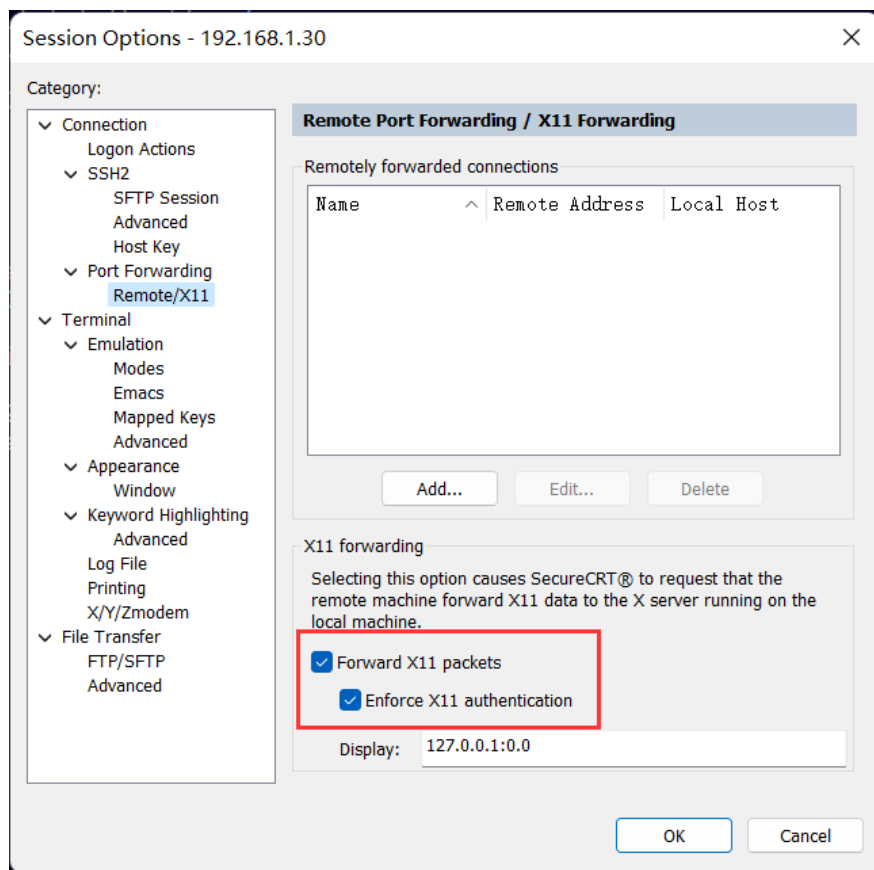 Session Options - 192.168.1.30
Category:
Connection
Logon Actions
SSH2
SFTP Session
Advanced
Host Key
Port Forwarding
Remote/X11
Terminal
Emulation
Modes
Emacs
Mapped Keys
Advanced
Appearance
Window
Keyword Highlighting
Advanced
Log File
Printing
X/Y/Zmodem
File Transfer
FTP/SFTP
Advanced
Remote Port Forwarding / X11 Forwarding
Remotely forwarded connections
Name Remote Address Local Host
Add... Edit... Delete
X11 forwarding
Selecting this option causes SecureCRT® to request that the
remote machine forward X11 data to the X server running on the
local machine.
Forward X11 packets
Enforce X11 authentication
Display: 127.0.0.1:0.0
OK Cancel